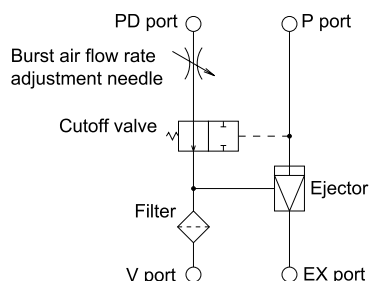 PD port
P port
Burst air flow rate
adjustment needle
Cutoff valve
Ejector
Filter
V port
EX port